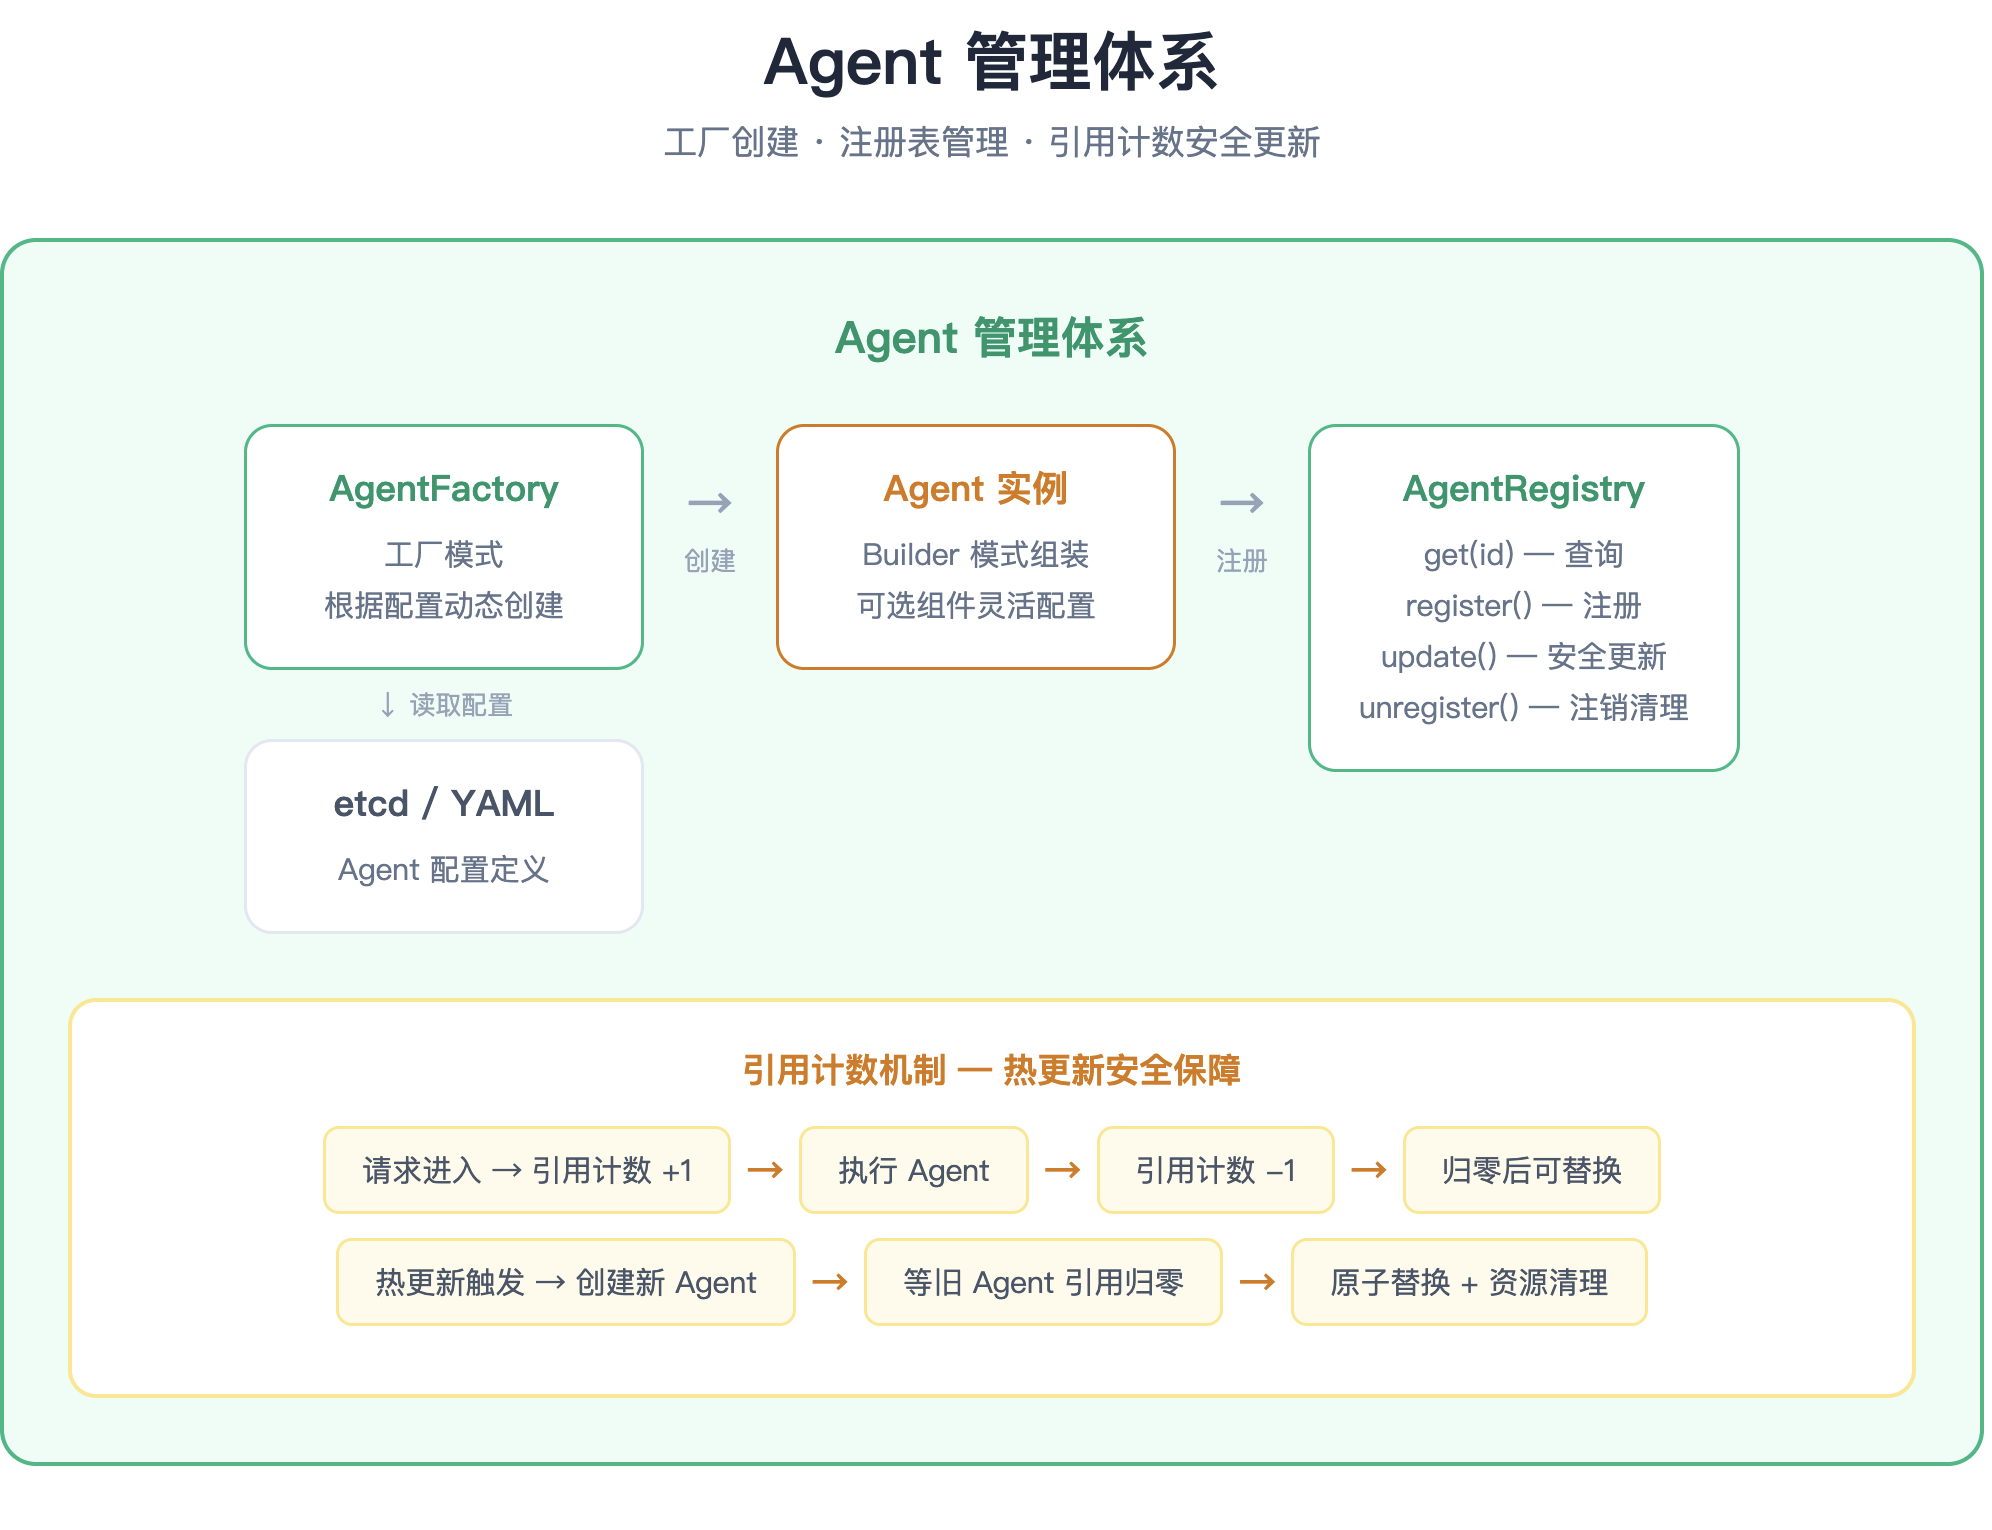 Agent 管理体系
工厂创建 · 注册表管理 · 引用计数安全更新
Agent 管理体系
AgentFactory
工厂模式
根据配置动态创建
→
创建
Agent 实例
Builder 模式组装
可选组件灵活配置
→
注册
AgentRegistry
get(id) — 查询
register() — 注册
update() — 安全更新
unregister() — 注销清理
↓ 读取配置
etcd / YAML
Agent 配置定义
引用计数机制 — 热更新安全保障
请求进入 → 引用计数 +1 → 执行 Agent → 引用计数 −1 → 归零后可替换
热更新触发 → 创建新 Agent → 等旧 Agent 引用归零 → 原子替换 + 资源清理